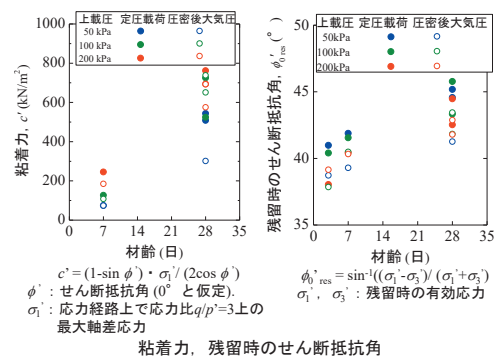 上載圧 定圧載荷 圧密後大気圧
50 kPa
100 kPa
200 kPa
粘着力, c' (kN/m²)
1000
800
600
400
200
0
0 7 14 21 28 35
材齢 (日)
c' = (1-sin ϕ')・σ₁'/ (2cos ϕ')
ϕ'：せん断抵抗角 (0° と仮定).
σ₁'：応力経路上で応力比q/p'=3上の
最大軸差応力
上載圧 定圧載荷 圧密後大気圧
50kPa
100kPa
200kPa
残留時のせん断抵抗角, ϕ₀'res (°)
50
45
40
35
0 7 14 21 28 35
材齢 (日)
ϕ₀'res = sin⁻¹((σ₁'-σ₃')/ (σ₁'+σ₃')
σ₁', σ₃'：残留時の有効応力
粘着力，残留時のせん断抵抗角